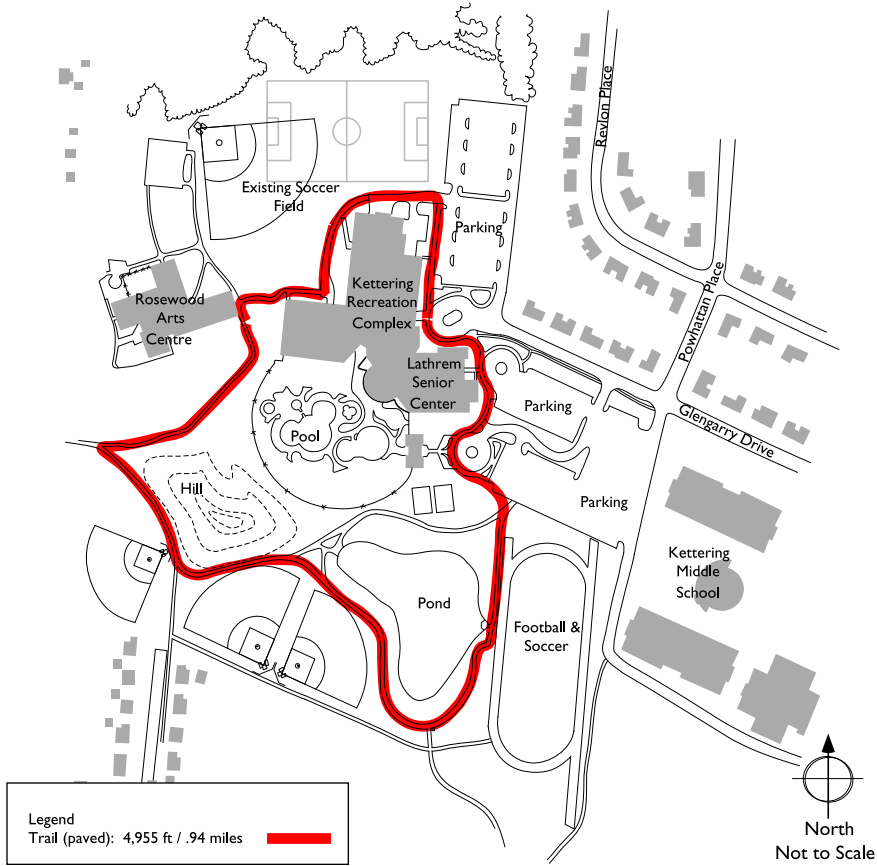 Revlon Place
Existing Soccer
Field
Parking
Kettering
Recreation
Complex
Rosewood
Arts
Centre
Powhattan Place
Lathrem
Senior
Center
Parking
Glengarry Drive
Pool
Hill
Parking
Kettering
Middle
School
Pond
Football &
Soccer
Legend
Trail (paved): 4,955 ft / .94 miles
North
Not to Scale